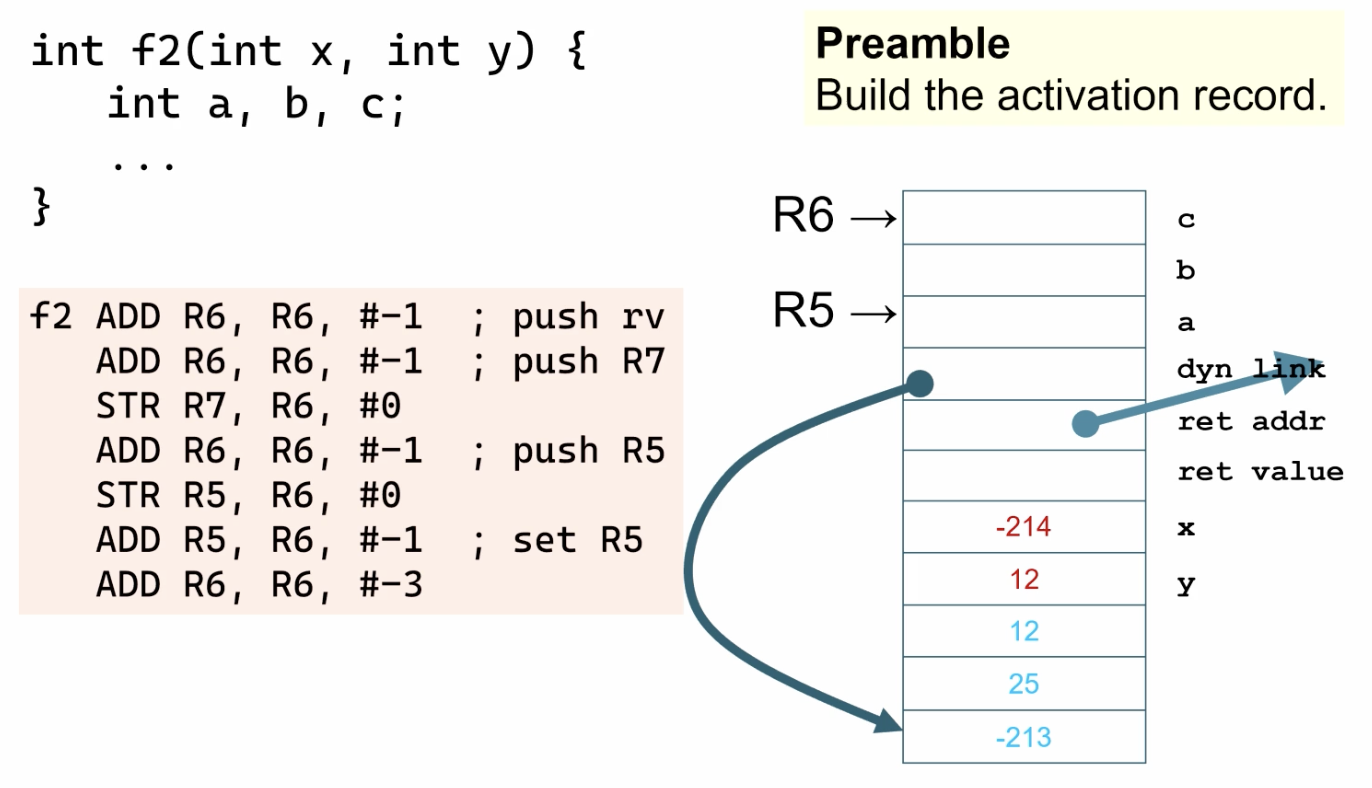 int f2(int x, int y) {
int a, b, c;
...
}
Preamble
Build the activation record.
f2 ADD R6, R6, #-1 ; push rv
ADD R6, R6, #-1 ; push R7
STR R7, R6, #0
ADD R6, R6, #-1 ; push R5
STR R5, R6, #0
ADD R5, R6, #-1 ; set R5
ADD R6, R6, #-3
R6 → c
b
R5 → a
dyn link
ret addr
ret value
-214 x
12 y
12
25
-213